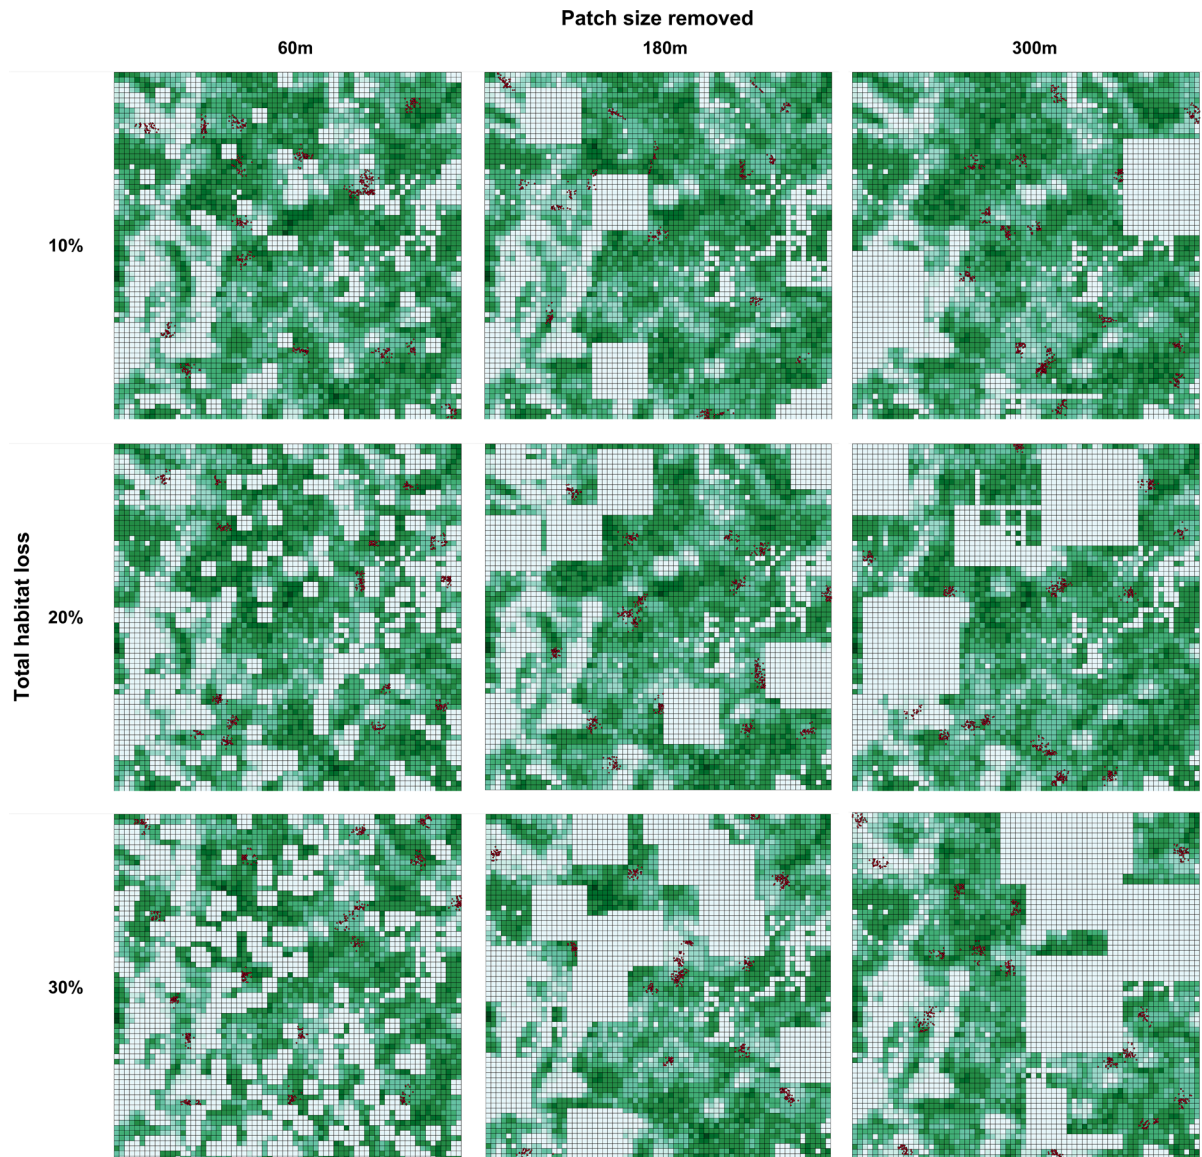 Patch size removed
60m
180m
300m
Total habitat loss
10%
20%
30%